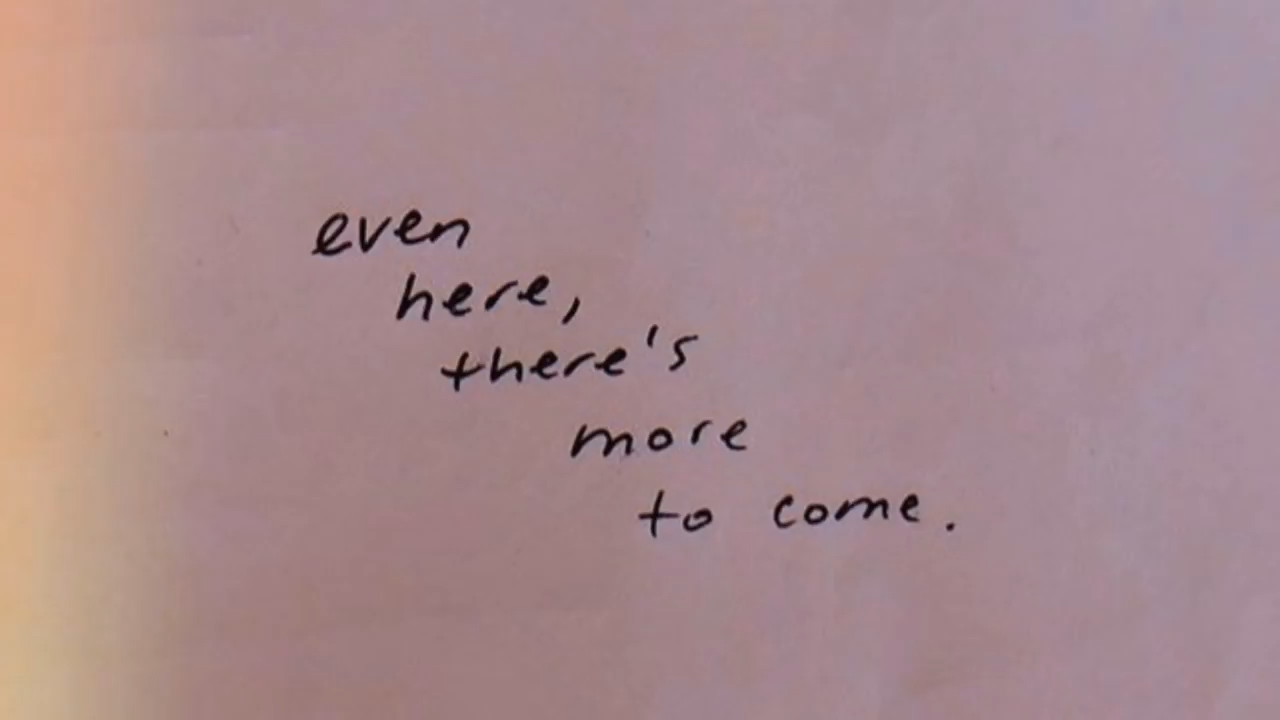 even
here,
there's
more
to come.